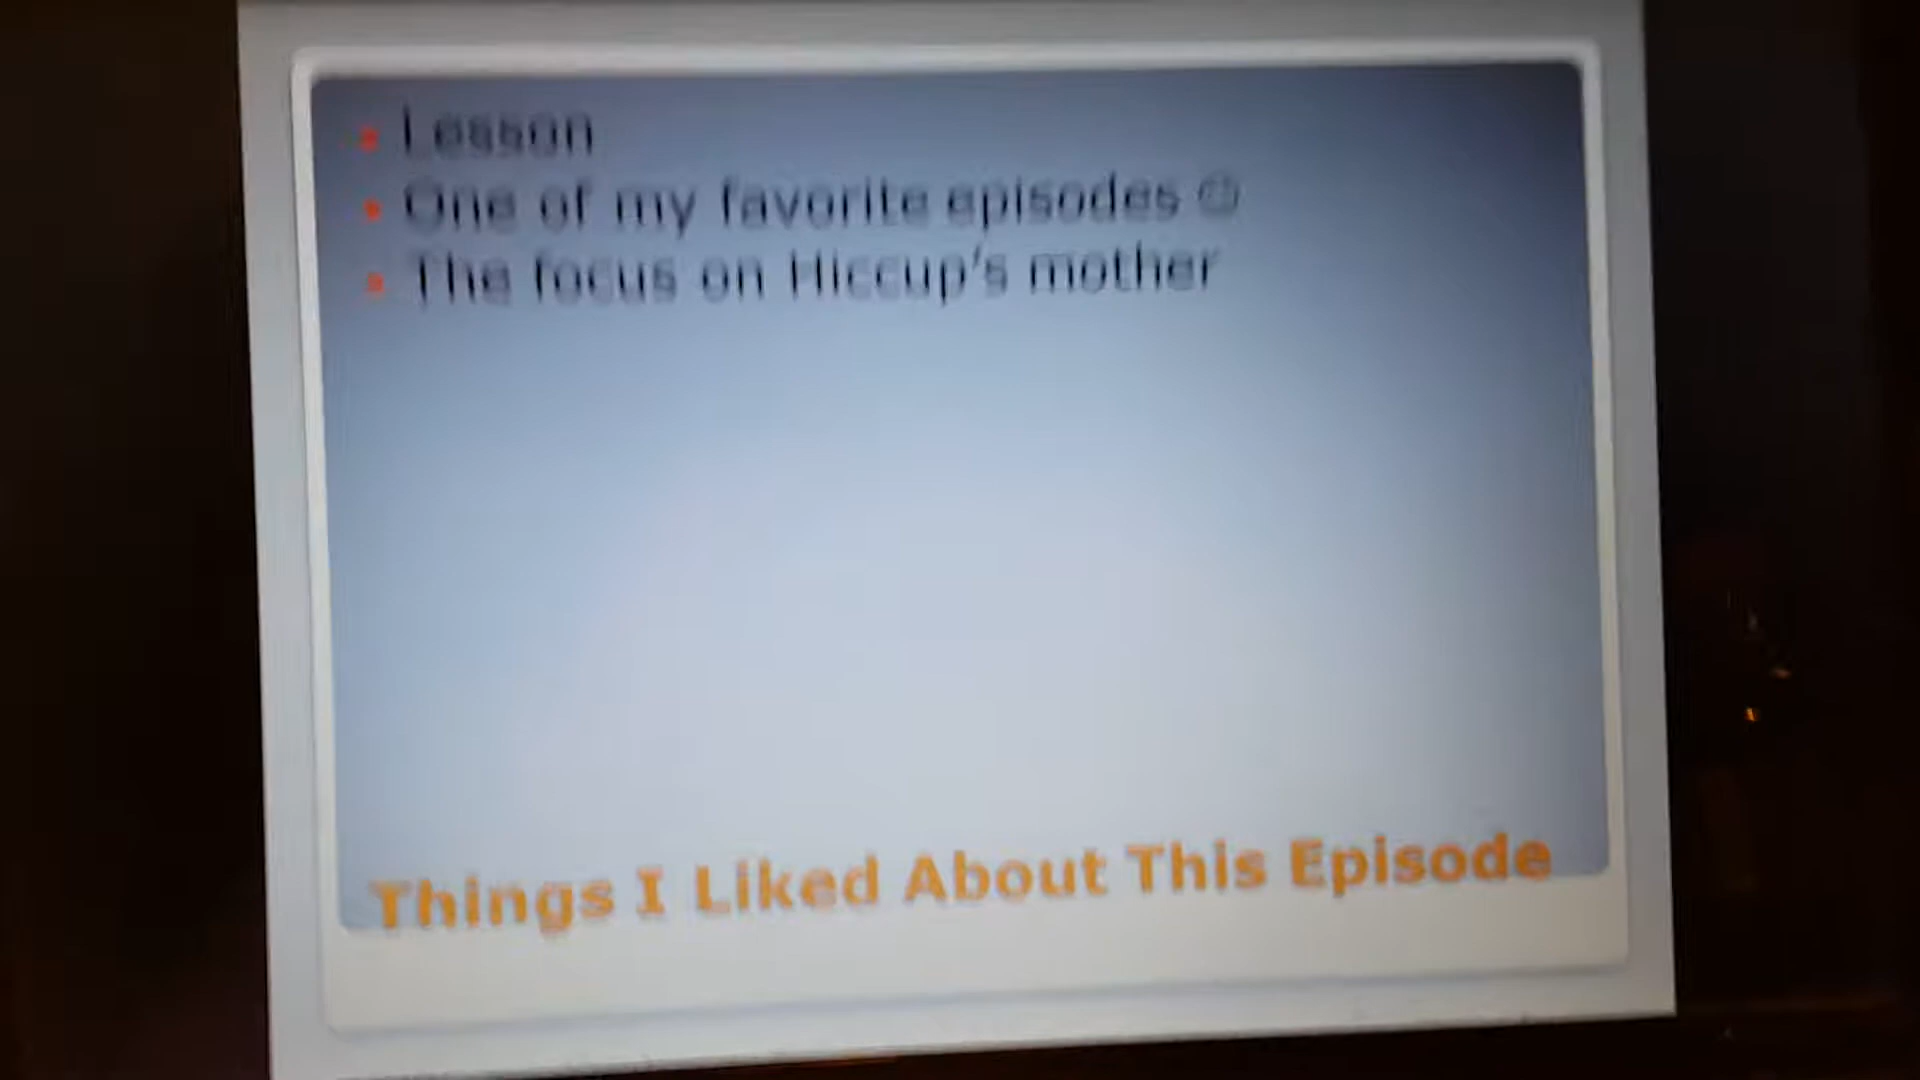 Lesson
One of my favorite episodes ☺
The focus on Hiccup's mother
Things I Liked About This Episode